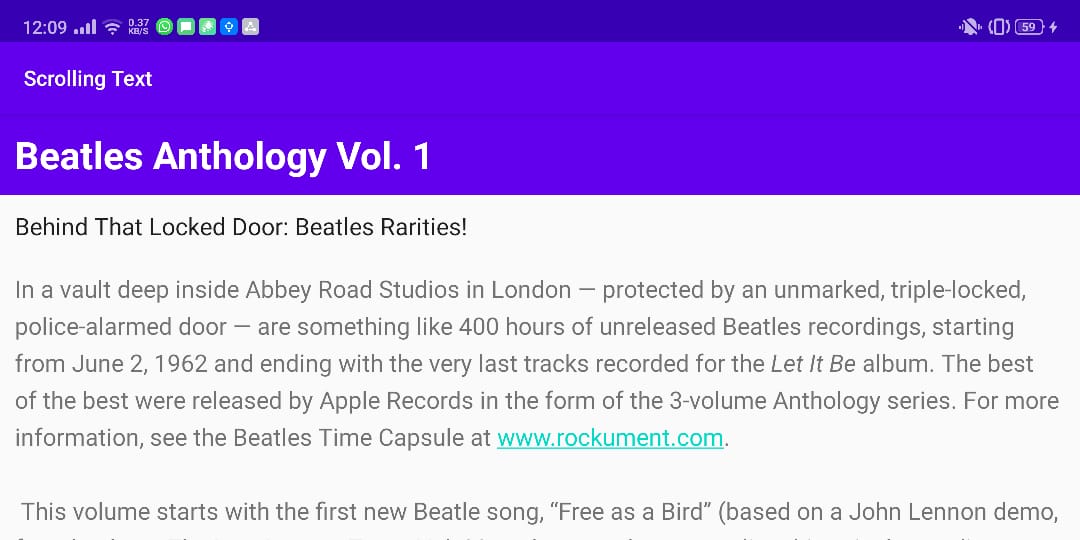 12:09 0.37 KB/S 59
Scrolling Text
Beatles Anthology Vol. 1
Behind That Locked Door: Beatles Rarities!
In a vault deep inside Abbey Road Studios in London — protected by an unmarked, triple-locked,
police-alarmed door — are something like 400 hours of unreleased Beatles recordings, starting
from June 2, 1962 and ending with the very last tracks recorded for the Let It Be album. The best
of the best were released by Apple Records in the form of the 3-volume Anthology series. For more
information, see the Beatles Time Capsule at www.rockument.com.
This volume starts with the first new Beatle song, “Free as a Bird” (based on a John Lennon demo,